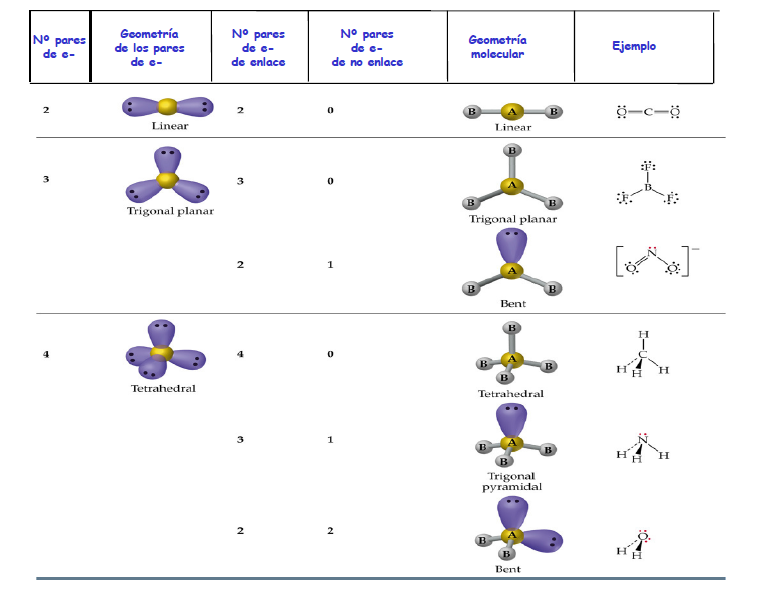 Nº pares
de e-
Geometría
de los pares
de e-
Nº pares
de e-
de enlace
Nº pares
de e-
de no enlace
Geometría
molecular
Ejemplo
2
Linear
2
0
B A B
Linear
O C O
3
Trigonal planar
3
0
B
A
B B
Trigonal planar
F
B
F F
2
1
A
B B
Bent
N
O O
−
4
Tetrahedral
4
0
B
A
B B
B
Tetrahedral
H
C
H H H
3
1
A
B B
B
Trigonal
pyramidal
N
H H H
2
2
A
B
B
Bent
O
H H